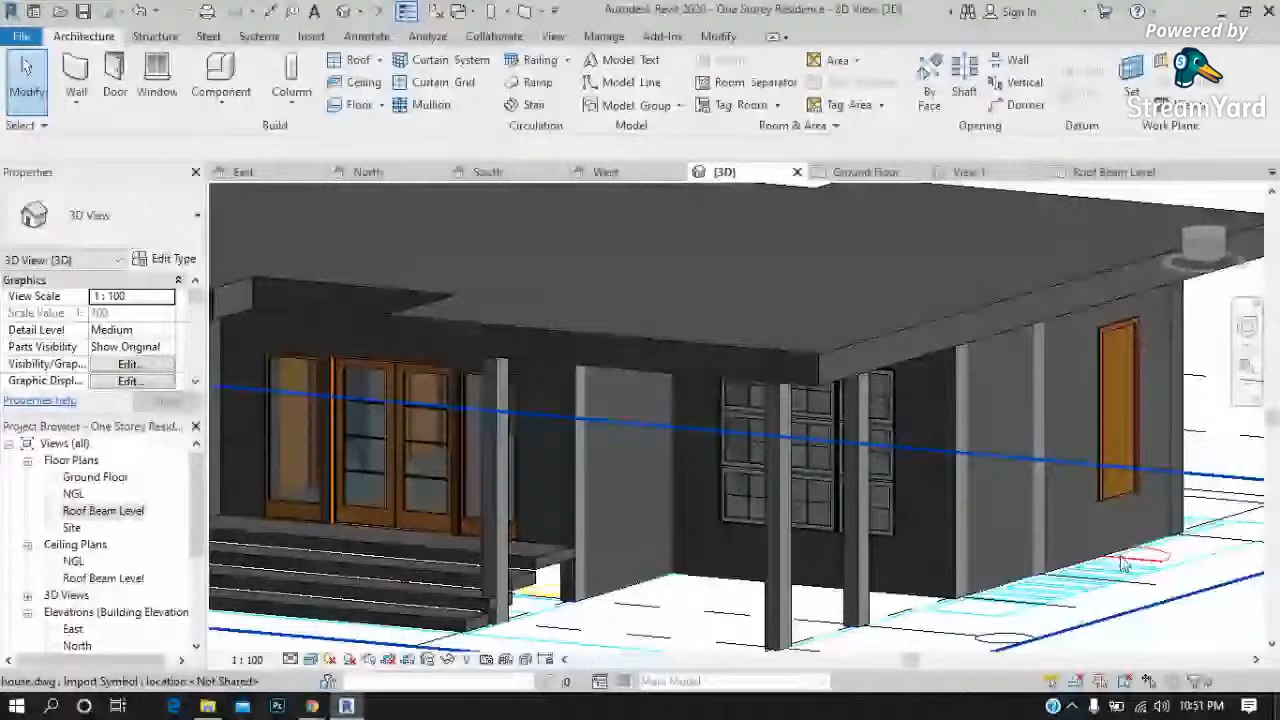 Autodesk Revit 2020 - One Storey Residence - 3D View: {3D}
Sign In
Powered by
StreamYard
File Architecture Structure Steel Systems Insert Annotate Analyze Collaborate View Manage Add-Ins Modify
Modify
Wall
Door
Window
Component
Column
Roof
Ceiling
Floor
Curtain System
Curtain Grid
Mullion
Railing
Ramp
Stair
Model Text
Model Line
Model Group
Room Separator
Tag Room
Area
Tag Area
By Face
Shaft
Wall
Vertical
Dormer
Set
Select
Build
Circulation
Model
Room & Area
Opening
Datum
Work Plane
Properties
East
North
South
West
{3D}
Ground Floor
View 1
Roof Beam Level
3D View
3D View: {3D}
Edit Type
Graphics
View Scale 1 : 100
Scale Value 1: 100
Detail Level Medium
Parts Visibility Show Original
Visibility/Grap... Edit...
Graphic Displ... Edit...
Properties help
Project Browser - One Storey Resid...
Views (all)
Floor Plans
Ground Floor
NGL
Roof Beam Level
Site
Ceiling Plans
NGL
Roof Beam Level
3D Views
Elevations (Building Elevation
East
North
1 : 100
house.dwg : Import Symbol : location <Not Shared>
:0
Main Model
:0
10:51 PM